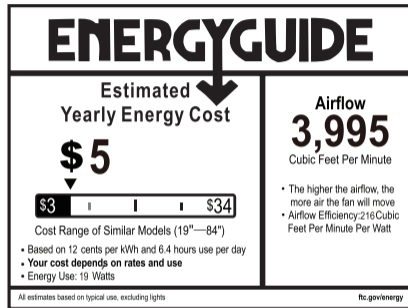 ENERGYGUIDE
Estimated
Yearly Energy Cost
$5
$3
$34
Cost Range of Similar Models (19"—84")
• Based on 12 cents per kWh and 6.4 hours use per day
• Your cost depends on rates and use
• Energy Use: 19 Watts
Airflow
3,995
Cubic Feet Per Minute
• The higher the airflow, the
more air the fan will move
• Airflow Efficiency:216Cubic
Feet Per Minute Per Watt
All estimates based on typical use, excluding lights
ftc.gov/energy